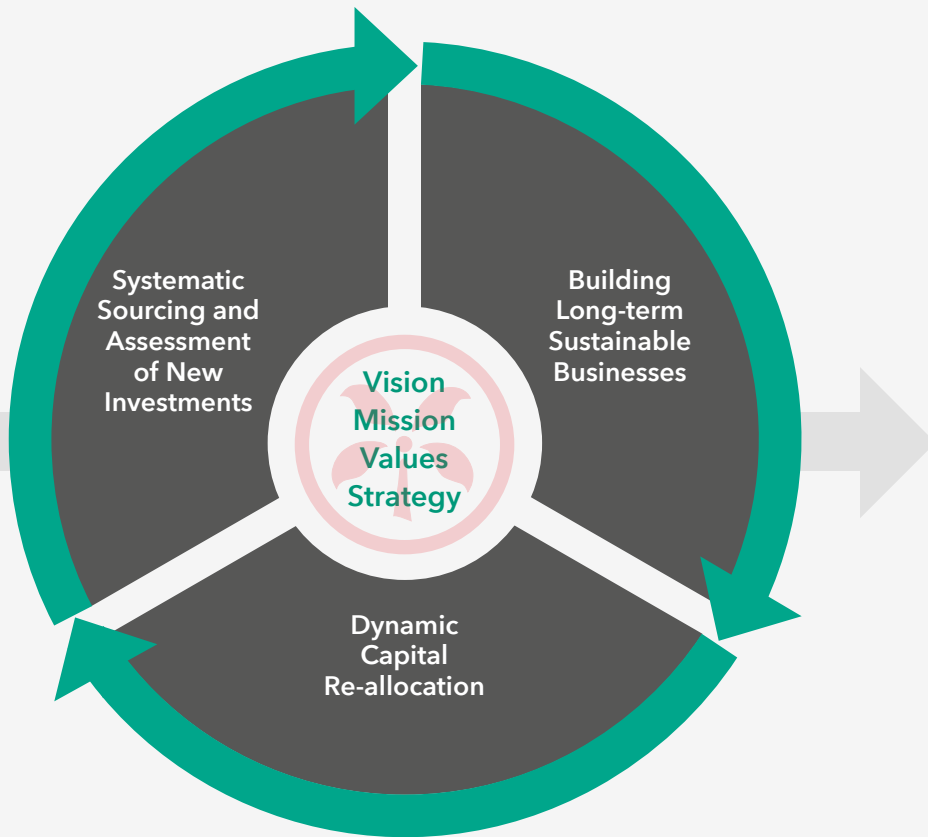 Systematic
Sourcing and
Assessment
of New
Investments
Building
Long-term
Sustainable
Businesses
Vision
Mission
Values
Strategy
Dynamic
Capital
Re-allocation